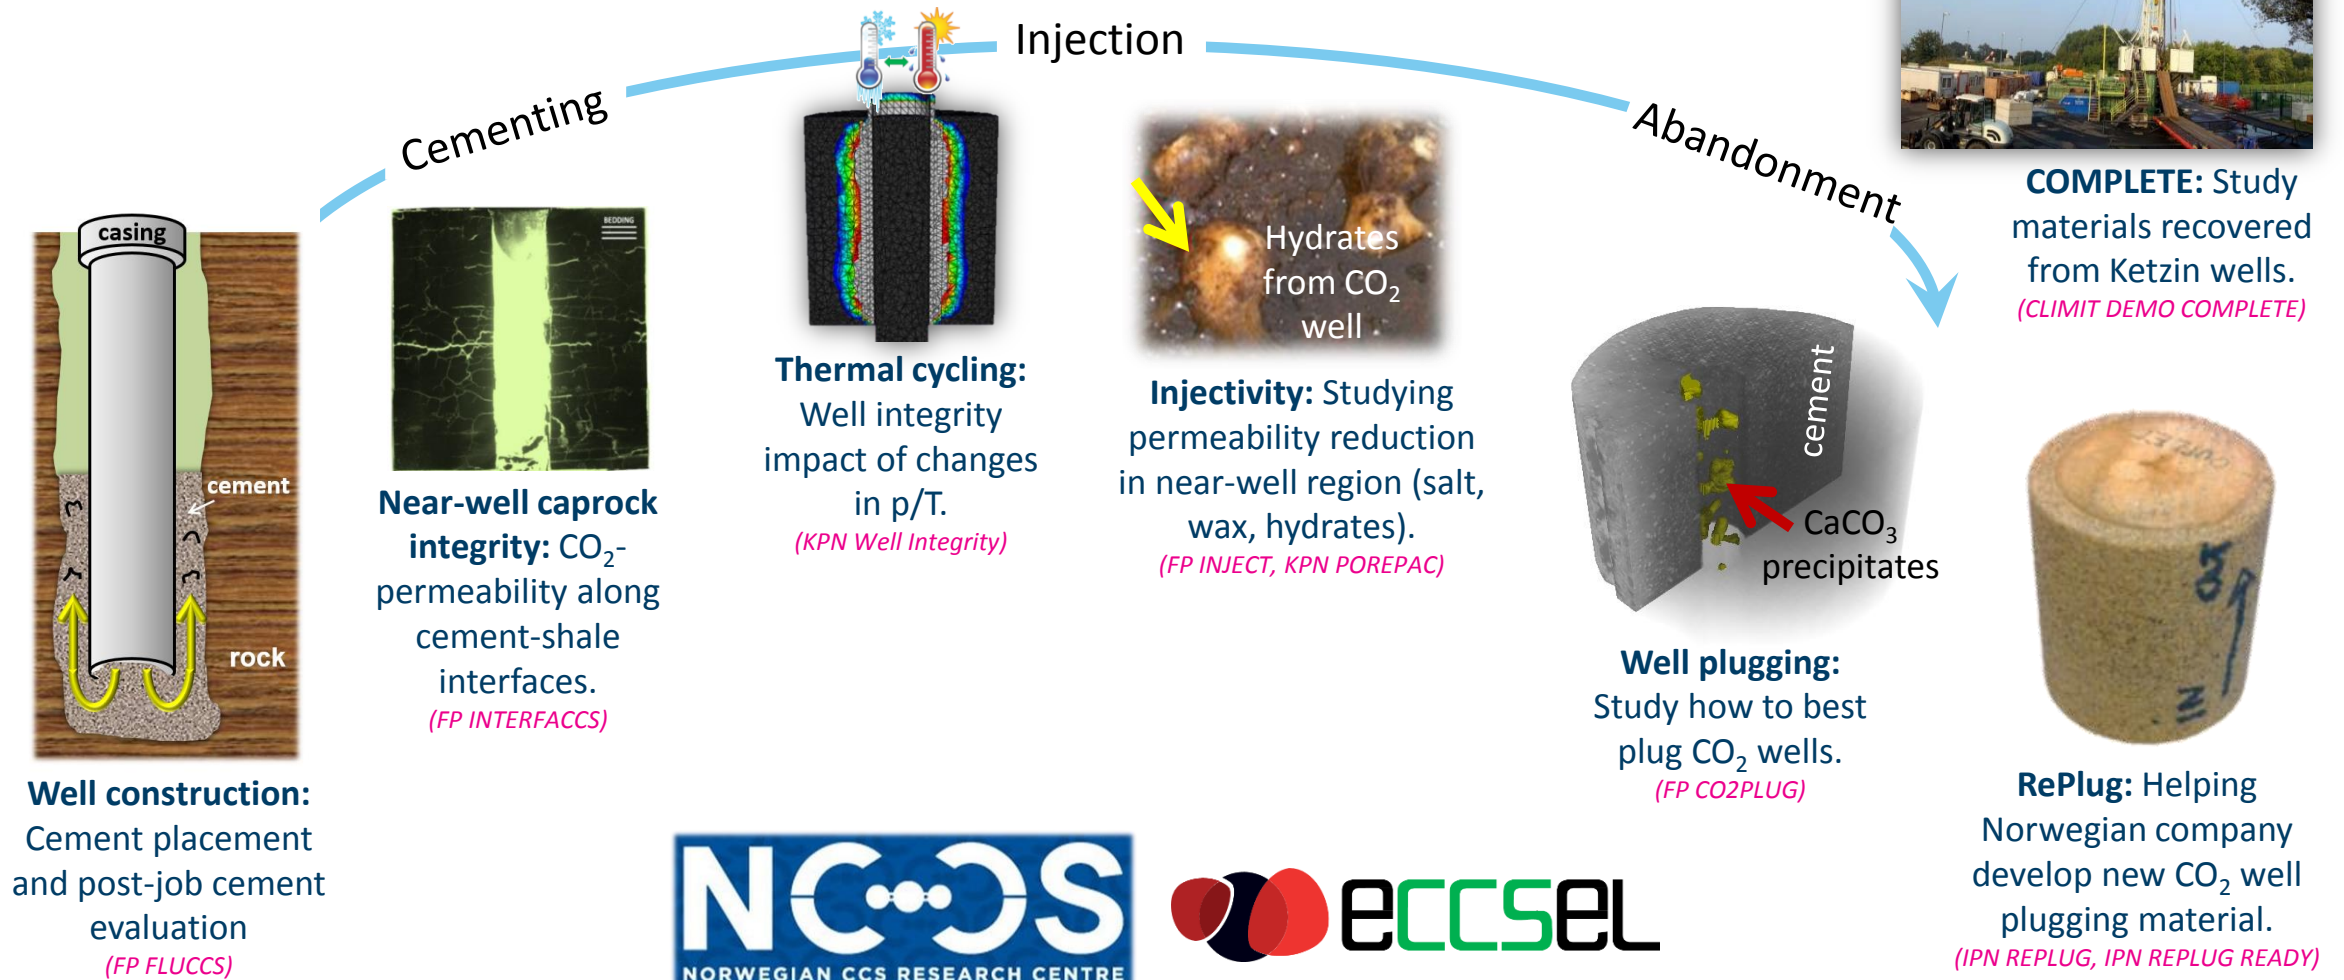 Cementing
Injection
Abandonment
casing
cement
rock
Well construction:
Cement placement
and post-job cement
evaluation
(FP FLUCCS)
BEDDING
Near-well caprock
integrity: CO₂-
permeability along
cement-shale
interfaces.
(FP INTERFACCS)
Thermal cycling:
Well integrity
impact of changes
in p/T.
(KPN Well Integrity)
Hydrates
from CO₂
well
Injectivity: Studying
permeability reduction
in near-well region (salt,
wax, hydrates).
(FP INJECT, KPN POREPAC)
cement
CaCO₃
precipitates
Well plugging:
Study how to best
plug CO₂ wells.
(FP CO2PLUG)
COMPLETE: Study
materials recovered
from Ketzin wells.
(CLIMIT DEMO COMPLETE)
IN
RePlug: Helping
Norwegian company
develop new CO₂ well
plugging material.
(IPN REPLUG, IPN REPLUG READY)
NCCS
NORWEGIAN CCS RESEARCH CENTRE
eccsel